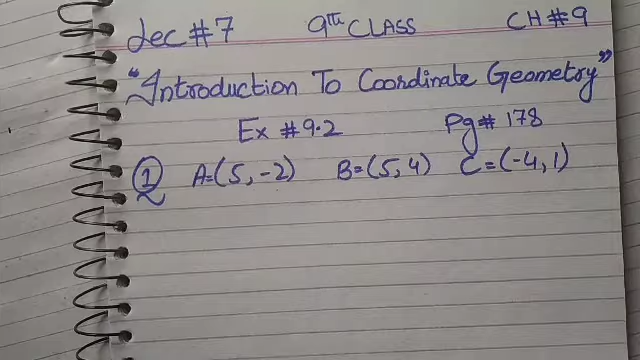 Lec #7 9th CLASS CH #9
"Introduction To Coordinate Geometry"
Ex #9.2 Pg# 178
① A=(5,-2) B=(5,4) C=(-4,1)